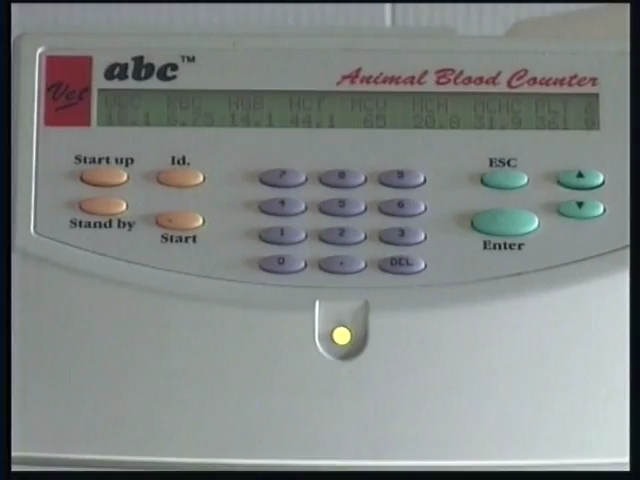 Vet abc™
Animal Blood Counter
WBC RBC HGB HCT MCV MCH MCHC PLT
6.75 14.1 44.1 65 20.8 31.9
Start up Id.
7 8 9
ESC ▲
4 5 6
▼
Stand by Start
1 2 3
Enter
0 . DEL